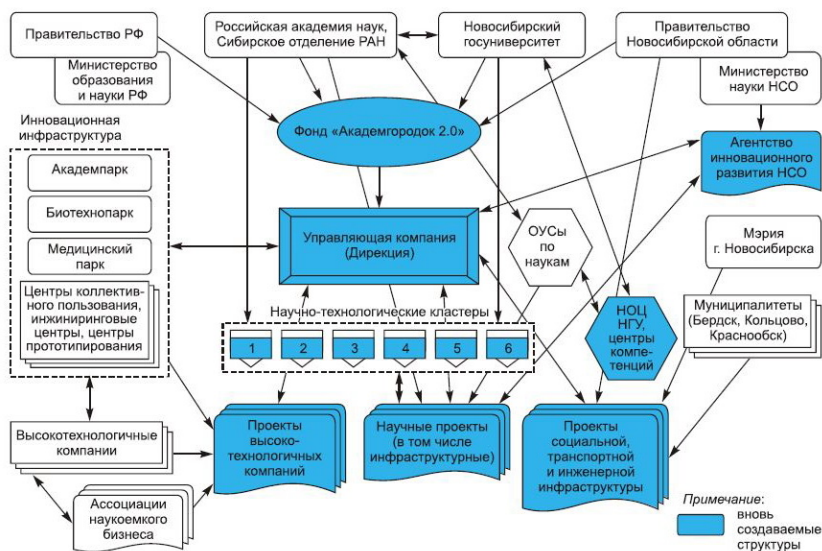 Правительство РФ
Министерство
образования
и науки РФ
Российская академия наук,
Сибирское отделение РАН
Новосибирский
госуниверситет
Правительство
Новосибирской области
Министерство
науки НСО
Инновационная
инфраструктура
Фонд «Академгородок 2.0»
Агентство
инновационного
развития НСО
Академпарк
Биотехнопарк
Медицинский
парк
Центры коллектив-
ного пользования,
инжиниринговые
центры, центры
прототипирования
Управляющая компания
(Дирекция)
ОУСы
по
наукам
Мэрия
г. Новосибирска
Научно-технологические кластеры
1 2 3 4 5 6
НОЦ
НГУ,
центры
компе-
тенций
Муниципалитеты
(Бердск, Кольцово,
Краснообск)
Высокотехнологичные
компании
Проекты
высоко-
технологичных
компаний
Научные проекты
(в том числе
инфраструктурные)
Проекты
социальной,
транспортной
и инженерной
инфраструктуры
Ассоциации
наукоемкого
бизнеса
Примечание:
вновь
создаваемые
структуры